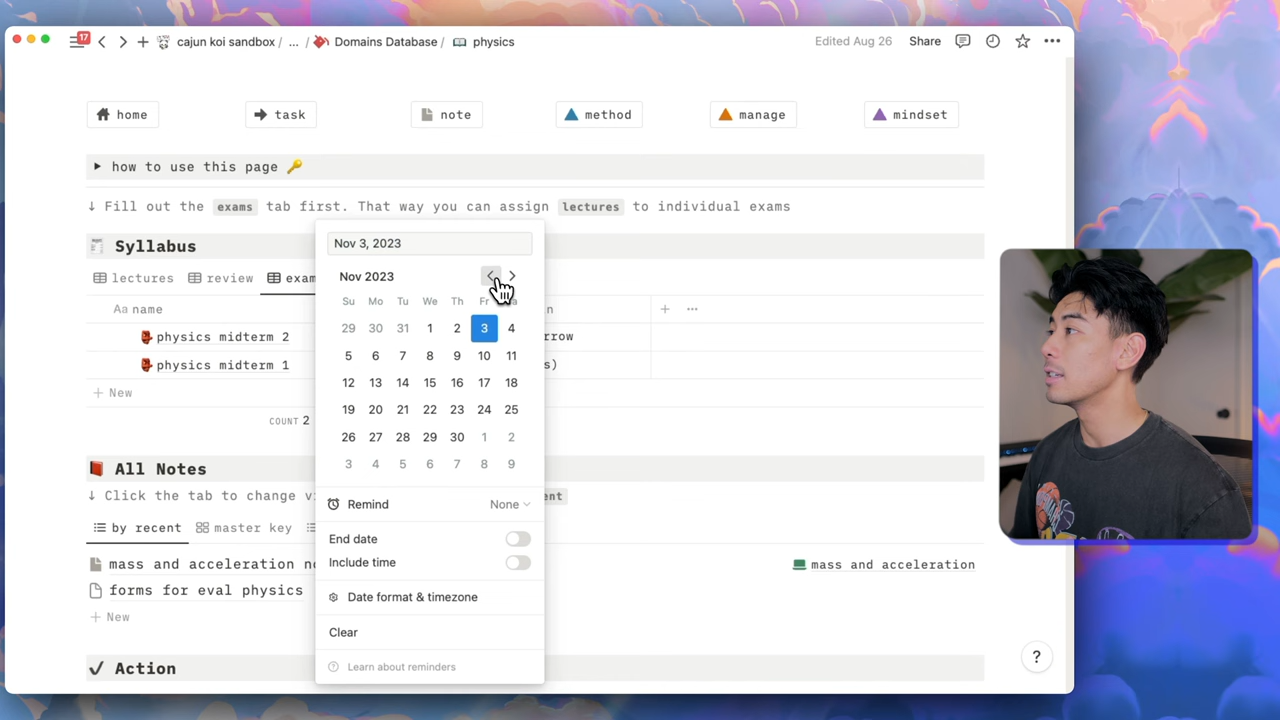 17 cajun koi sandbox / ... / Domains Database / physics Edited Aug 26 Share
home task note method manage mindset
how to use this page
↓ Fill out the exams tab first. That way you can assign lectures to individual exams
Syllabus
lectures review exam
Aa name
physics midterm 2
physics midterm 1
+ New
COUNT 2
Nov 3, 2023
Nov 2023
Su Mo Tu We Th Fr
29 30 31 1 2 3 4
5 6 7 8 9 10 11
12 13 14 15 16 17 18
19 20 21 22 23 24 25
26 27 28 29 30 1 2
3 4 5 6 7 8 9
Remind None
End date
Include time
Date format & timezone
Clear
Learn about reminders
All Notes
↓ Click the tab to change
by recent master key
mass and acceleration mass and acceleration
forms for eval physics
+ New
Action
?